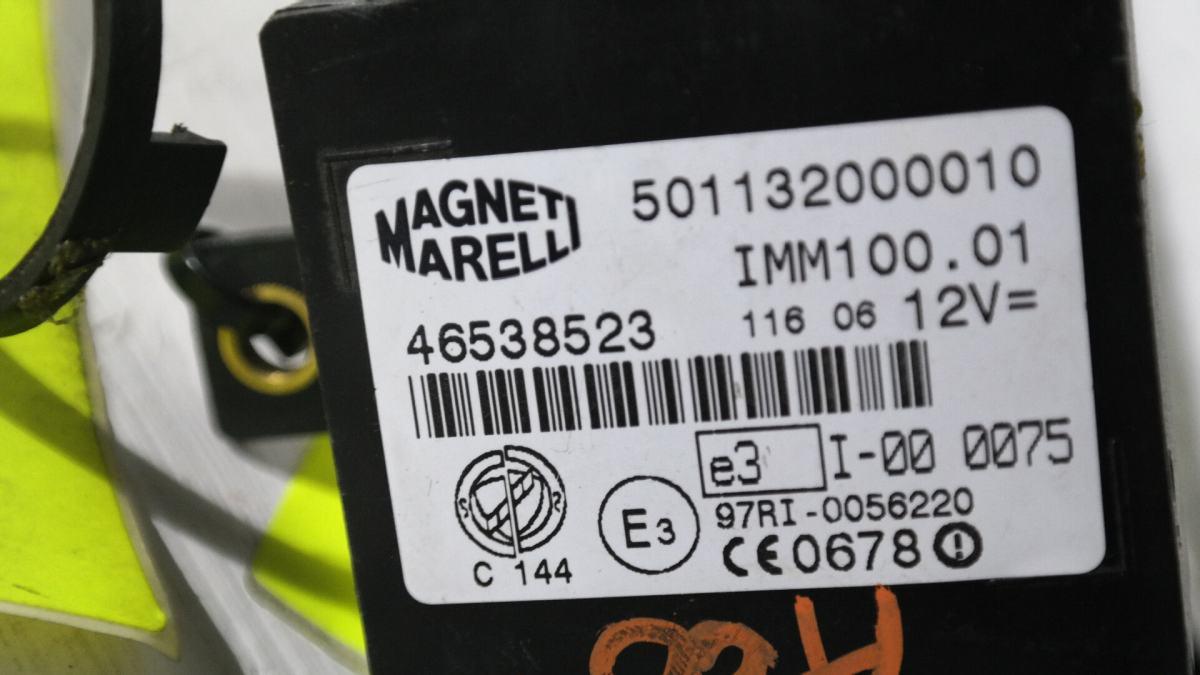 MAGNETI
MARELLI
501132000010
IMM100.01
46538523
116 06 12V=
e3 I-00 0075
97RI-0056220
E3
CE0678
C 144